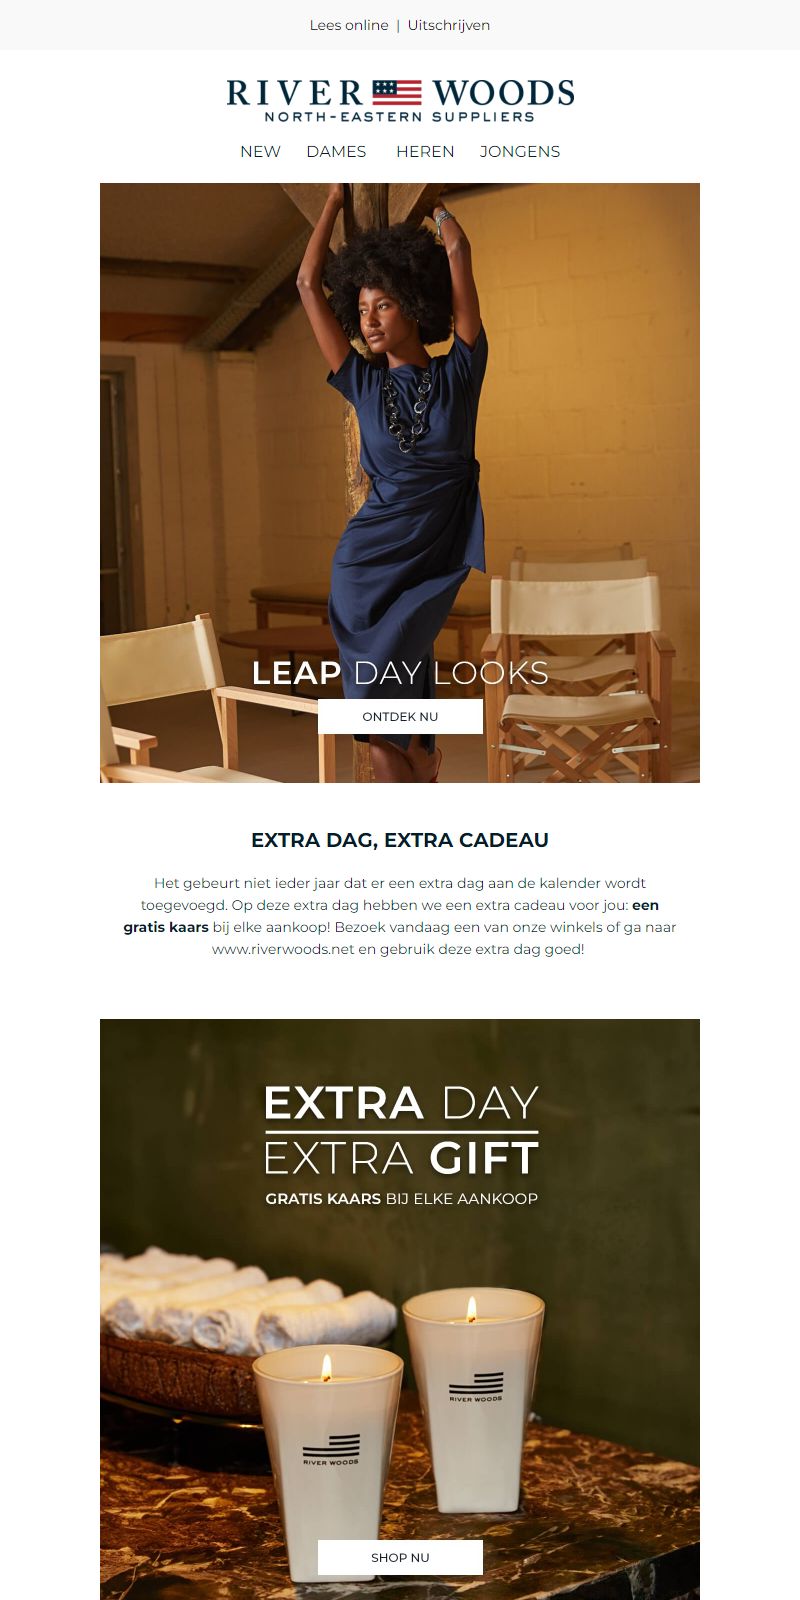 Lees online | Uitschrijven
RIVER WOODS
NORTH-EASTERN SUPPLIERS
NEW DAMES HEREN JONGENS
LEAP DAY LOOKS
ONTDEK NU
EXTRA DAG, EXTRA CADEAU
Het gebeurt niet ieder jaar dat er een extra dag aan de kalender wordt
toegevoegd. Op deze extra dag hebben we een extra cadeau voor jou: een
gratis kaars bij elke aankoop! Bezoek vandaag een van onze winkels of ga naar
www.riverwoods.net en gebruik deze extra dag goed!
EXTRA DAY
EXTRA GIFT
GRATIS KAARS BIJ ELKE AANKOOP
RIVER WOODS
RIVER WOODS
SHOP NU